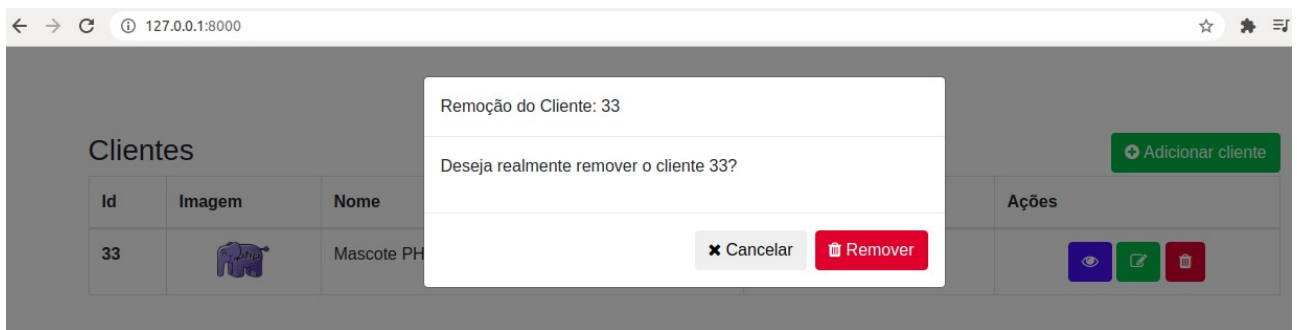 127.0.0.1:8000
Remoção do Cliente: 33
Clientes
Deseja realmente remover o cliente 33?
Adicionar cliente
Id Imagem Nome Ações
33 php Mascote PH
Cancelar Remover